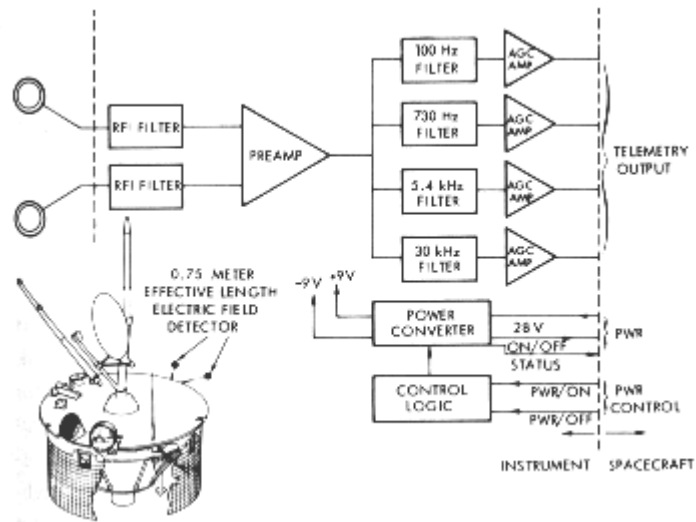 100 Hz
FILTER
AGC
AMP
RFI FILTER
730 Hz
FILTER
AGC
AMP
PREAMP
TELEMETRY
OUTPUT
RFI FILTER
5.4 kHz
FILTER
AGC
AMP
30 kHz
FILTER
AGC
AMP
0.75 METER
EFFECTIVE LENGTH
ELECTRIC FIELD
DETECTOR
-9V
+9V
POWER
CONVERTER
28 V
ON/OFF
STATUS
PWR
CONTROL
LOGIC
PWR/ON
PWR/OFF
PWR
CONTROL
INSTRUMENT
SPACECRAFT